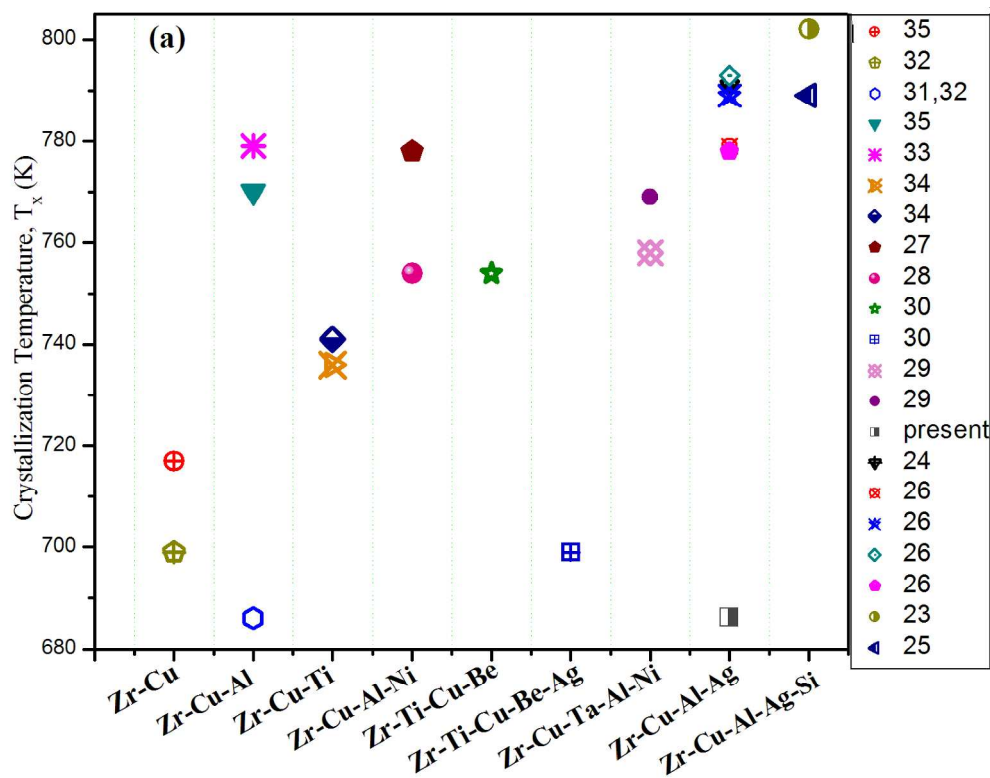 (a)
Crystallization Temperature, T_x (K)
800
780
760
740
720
700
680
Zr-Cu
Zr-Cu-Al
Zr-Cu-Ti
Zr-Cu-Al-Ni
Zr-Ti-Cu-Be
Zr-Ti-Cu-Be-Ag
Zr-Cu-Ta-Al-Ni
Zr-Cu-Al-Ag
Zr-Cu-Al-Ag-Si
35
32
31,32
35
33
34
34
27
28
30
30
29
29
present
24
26
26
26
26
23
25